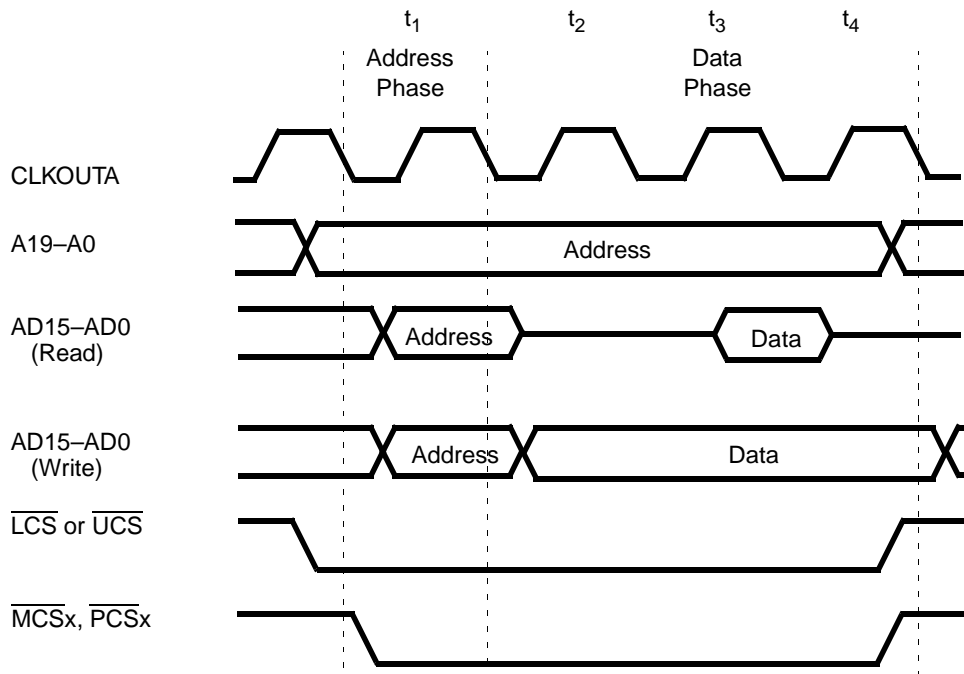 t1 t2 t3 t4
Address Phase
Data Phase
CLKOUTA
A19–A0
Address
AD15–AD0
(Read)
Address
Data
AD15–AD0
(Write)
Address
Data
LCS or UCS
MCSx, PCSx